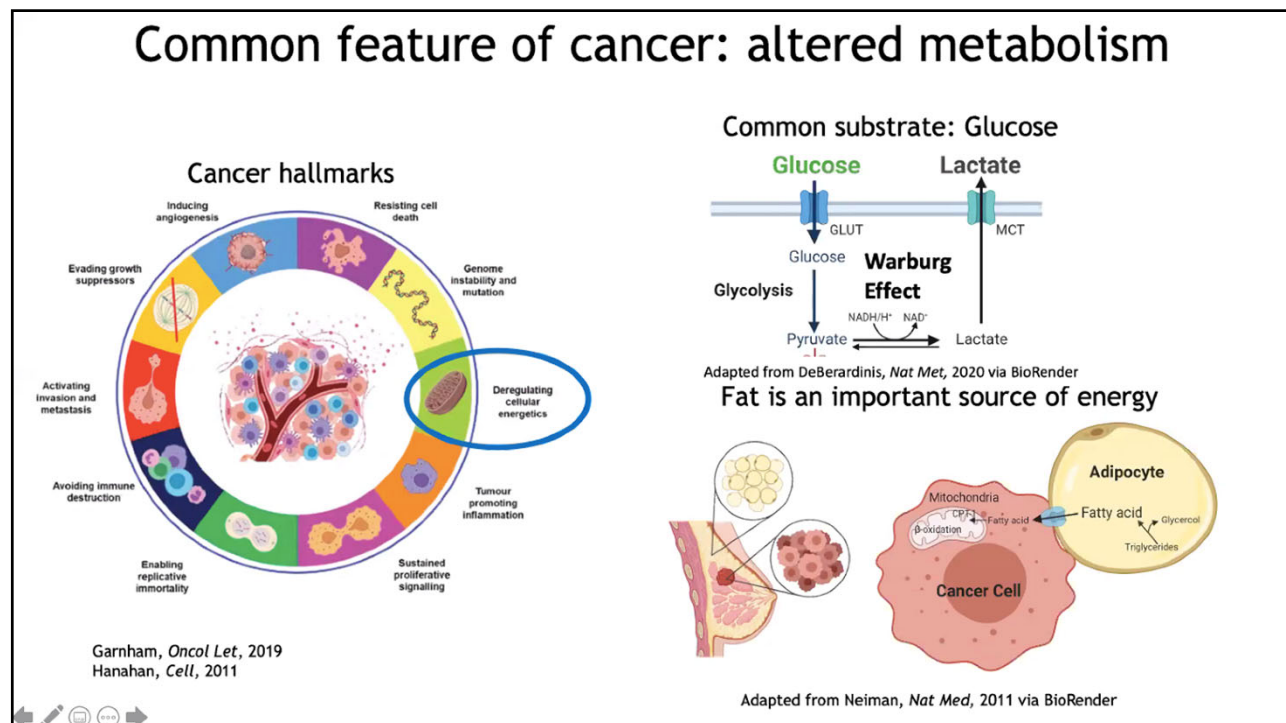 Common feature of cancer: altered metabolism
Cancer hallmarks
Inducing
angiogenesis
Resisting cell
death
Evading growth
suppressors
Genome
instability and
mutation
Activating
invasion and
metastasis
Deregulating
cellular
energetics
Avoiding immune
destruction
Tumour
promoting
inflammation
Enabling
replicative
immortality
Sustained
proliferative
signalling
Garnham, Oncol Let, 2019
Hanahan, Cell, 2011
Common substrate: Glucose
Glucose
Lactate
GLUT
MCT
Glucose
Warburg
Effect
Glycolysis
NADH/H⁺
NAD⁺
Pyruvate
Lactate
Adapted from DeBerardinis, Nat Met, 2020 via BioRender
Fat is an important source of energy
Adipocyte
Mitochondria
CPT1
Fatty acid
Fatty acid
β-oxidation
Glycercol
Triglycerides
Cancer Cell
Adapted from Neiman, Nat Med, 2011 via BioRender